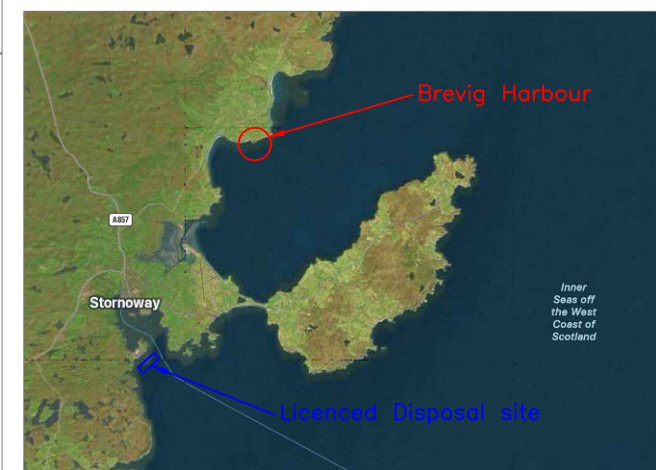 Brevig Harbour
A857
Stornoway
Inner
Seas off
the West
Coast of
Scotland
Licenced Disposal site